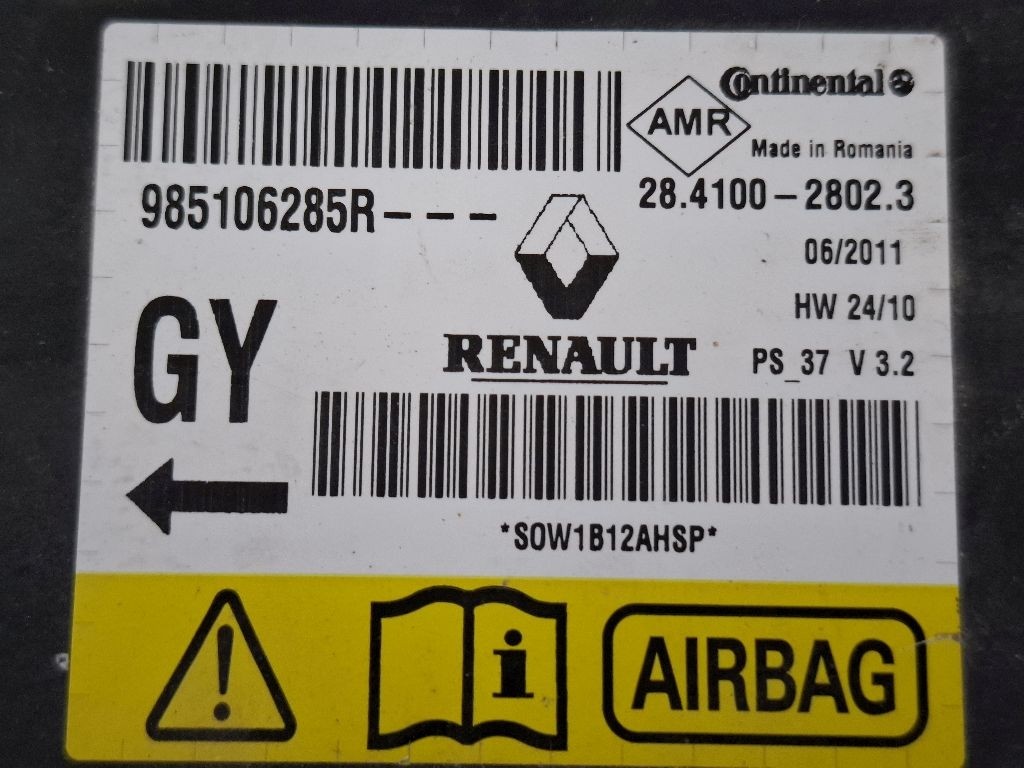 Continental
AMR
Made in Romania
985106285R---
28.4100-2802.3
06/2011
GY
HW 24/10
RENAULT
PS_37 V 3.2
*SOW1B12AHSP*
!
i
AIRBAG